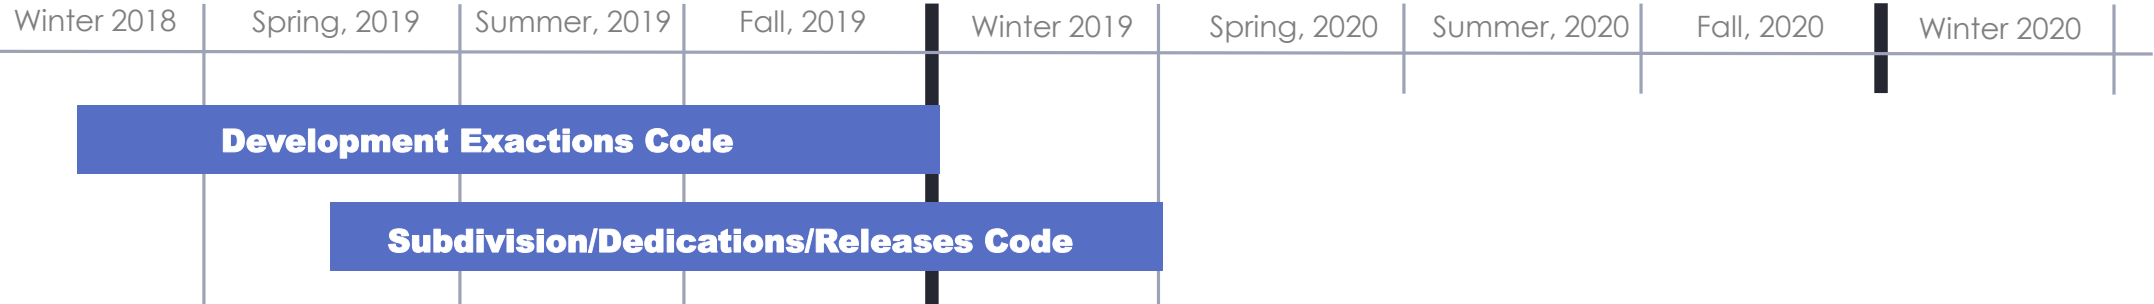 Winter 2018 Spring, 2019 Summer, 2019 Fall, 2019 Winter 2019 Spring, 2020 Summer, 2020 Fall, 2020 Winter 2020
Development Exactions Code
Subdivision/Dedications/Releases Code